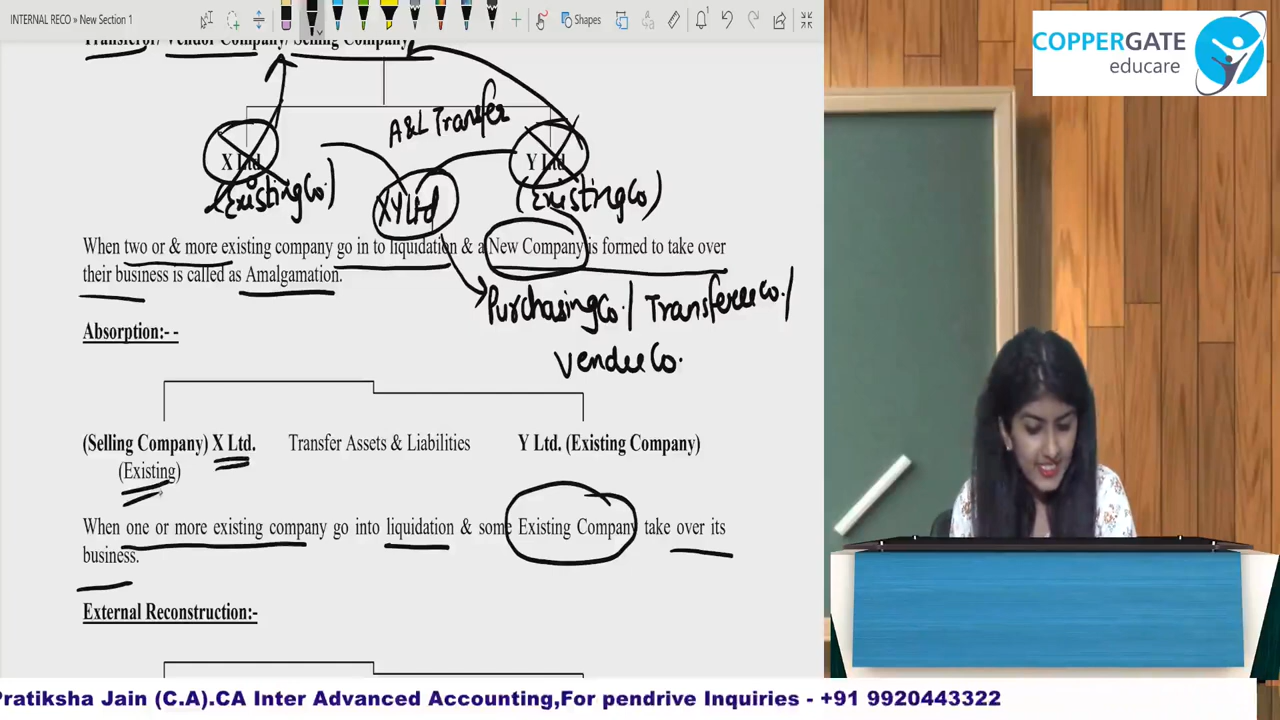 INTERNAL RECO » New Section 1
Shapes
COPPERGATE
educare
Transferor/ Vendor Company/ Selling Company
A&L Transfer
X Ltd
Y Ltd.
(Existing Co.)
XY Ltd
(Existing Co)
When two or & more existing company go in to liquidation & a New Company is formed to take over
their business is called as Amalgamation.
Purchasing Co. / Transferee Co. /
Vendee Co.
Absorption:- -
(Selling Company) X Ltd. Transfer Assets & Liabilities Y Ltd. (Existing Company)
(Existing)
When one or more existing company go into liquidation & some Existing Company take over its
business.
External Reconstruction:-
Pratiksha Jain (C.A).CA Inter Advanced Accounting,For pendrive Inquiries - +91 9920443322